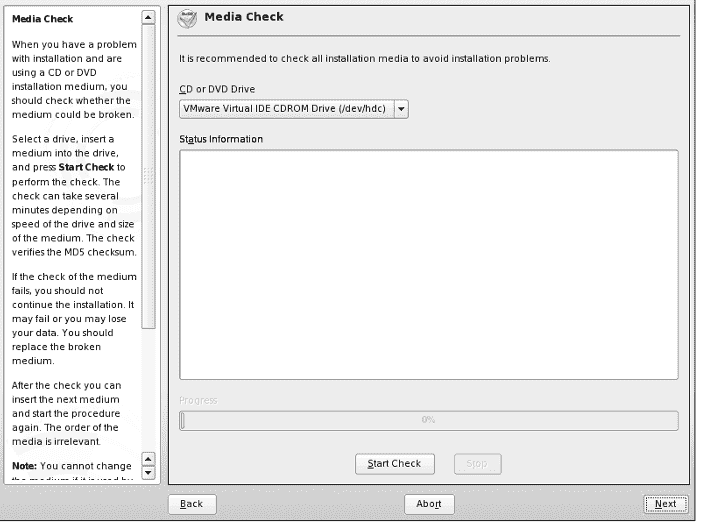 Media Check
When you have a problem
with installation and are
using a CD or DVD
installation medium, you
should check whether the
medium could be broken.
Select a drive, insert a
medium into the drive,
and press Start Check to
perform the check. The
check can take several
minutes depending on
speed of the drive and size
of the medium. The check
verifies the MD5 checksum.
If the check of the medium
fails, you should not
continue the installation. It
may fail or you may lose
your data. You should
replace the broken
medium.
After the check you can
insert the next medium
and start the procedure
again. The order of the
media is irrelevant.
Note: You cannot change
the medium if it is used by
Media Check
It is recommended to check all installation media to avoid installation problems.
CD or DVD Drive
VMware Virtual IDE CDROM Drive (/dev/hdc)
Status Information
Progress
0%
Start Check
Stop
Back
Abort
Next